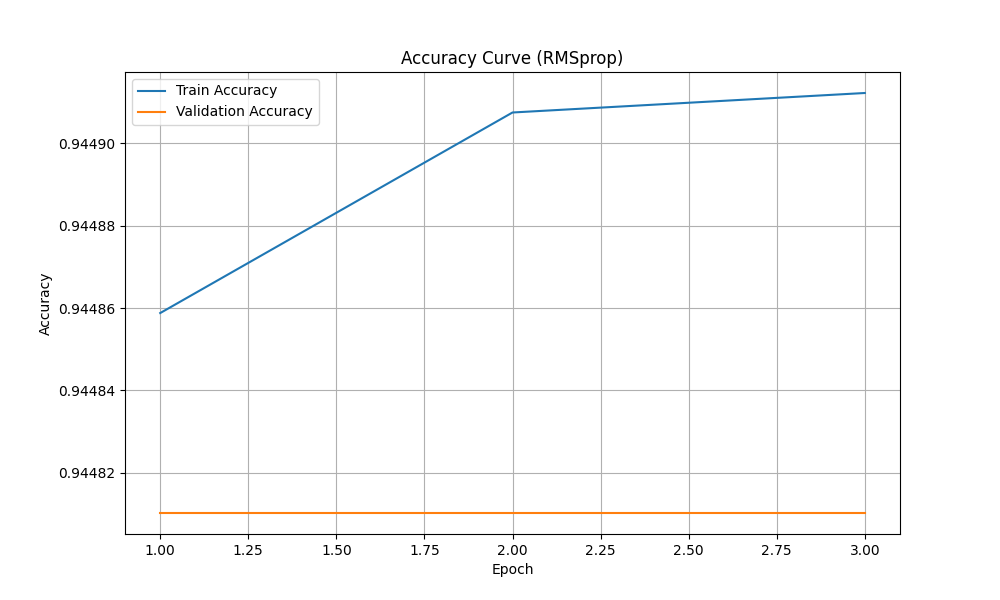 Accuracy Curve (RMSprop)
Train Accuracy
Validation Accuracy
0.94490
0.94488
0.94486
0.94484
0.94482
Accuracy
1.00 1.25 1.50 1.75 2.00 2.25 2.50 2.75 3.00
Epoch